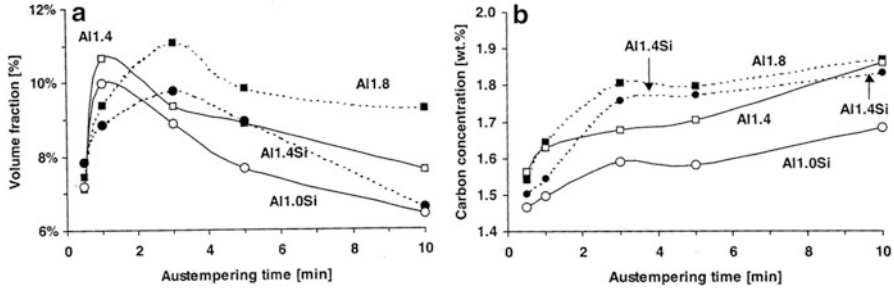 a
12%
10%
8%
6%
Volume fraction [%]
Al1.4
Al1.8
Al1.4Si
Al1.0Si
0
2
4
6
8
10
Austempering time [min]
b
2.0
1.9
1.8
1.7
1.6
1.5
1.4
Carbon concentration [wt.%]
Al1.4Si
Al1.8
Al1.4
Al1.4Si
Al1.0Si
0
2
4
6
8
10
Austempering time [min]